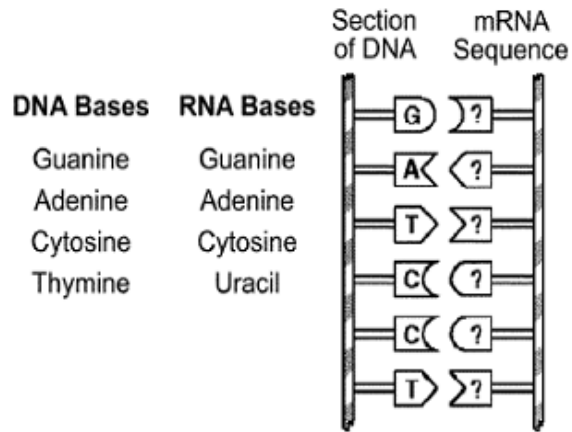 Section of DNA
mRNA Sequence
DNA Bases RNA Bases
Guanine Guanine
Adenine Adenine
Cytosine Cytosine
Thymine Uracil
G ?
A ?
T ?
C ?
C ?
T ?